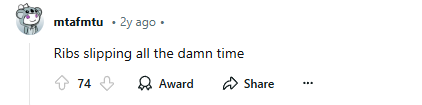 mtafmtu • 2y ago •
Ribs slipping all the damn time
74 Award Share ...